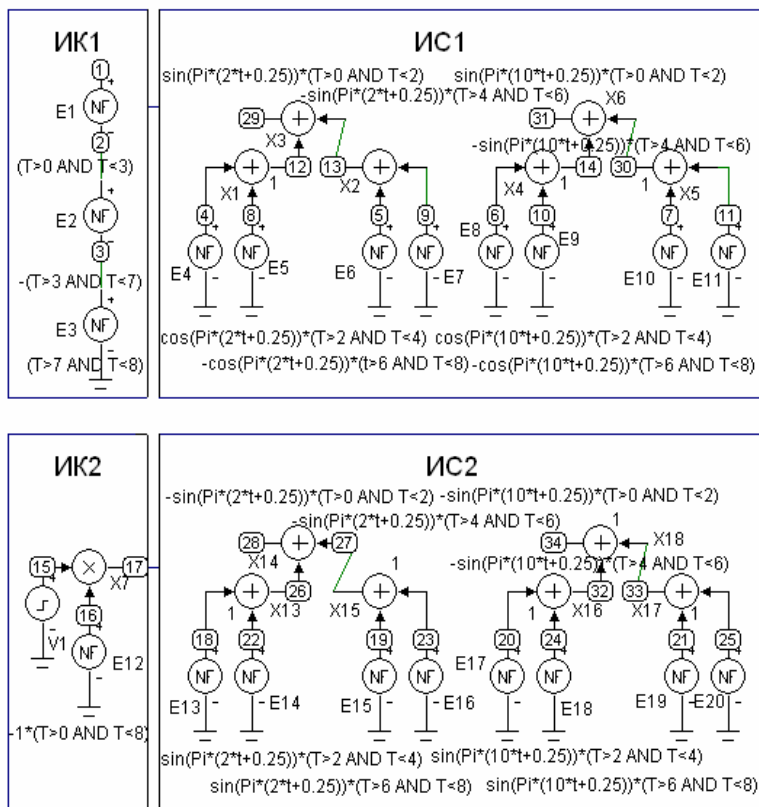 ИК1
1
E1
NF
2
(T>0 AND T<3)
E2
NF
3
-(T>3 AND T<7)
E3
NF
(T>7 AND T<8)
ИС1
sin(Pi*(2*t+0.25))*(T>0 AND T<2)
sin(Pi*(10*t+0.25))*(T>0 AND T<2)
-sin(Pi*(2*t+0.25))*(T>4 AND T<6)
X6
29
31
X3
-sin(Pi*(10*t+0.25))*(T>4 AND T<6)
12
13
14
30
X1
1
X2
X4
1
1
X5
4
8
5
9
6
10
7
11
E8
E9
NF
NF
NF
NF
NF
NF
NF
NF
E4
E5
E6
E7
E10
E11
cos(Pi*(2*t+0.25))*(T>2 AND T<4)
cos(Pi*(10*t+0.25))*(T>2 AND T<4)
-cos(Pi*(2*t+0.25))*(t>6 AND T<8))
-cos(Pi*(10*t+0.25))*(T>6 AND T<8)
ИК2
15
17
X7
16
V1
NF
E12
-1*(T>0 AND T<8)
ИС2
-sin(Pi*(2*t+0.25))*(T>0 AND T<2)
-sin(Pi*(10*t+0.25))*(T>0 AND T<2)
-sin(Pi*(2*t+0.25))*(T>4 AND T<6)
1
28
27
34
X18
X14
1
-sin(Pi*(10*t+0.25))*(T>4 AND T<6)
26
32
33
1
X13
X15
1
X16
X17
1
18
22
19
23
20
24
21
25
E17
NF
NF
NF
NF
NF
NF
NF
NF
E13
E14
E15
E16
E18
E19
E20
sin(Pi*(2*t+0.25))*(T>2 AND T<4)
sin(Pi*(10*t+0.25))*(T>2 AND T<4)
sin(Pi*(2*t+0.25))*(T>6 AND T<8)
sin(Pi*(10*t+0.25))*(T>6 AND T<8)